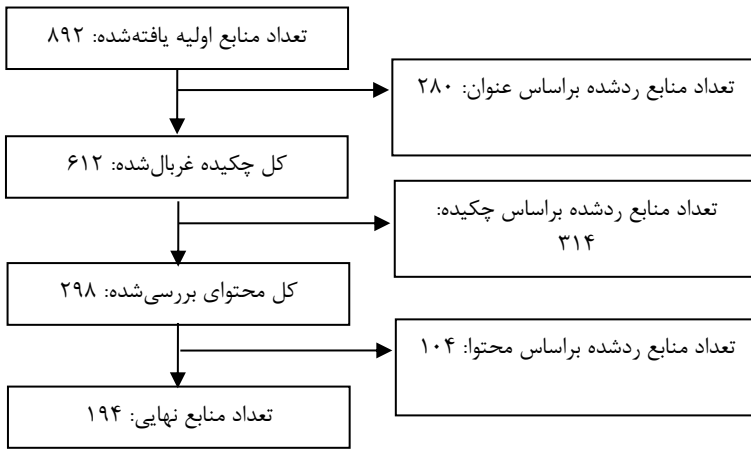 تعداد منابع اولیه یافته‌شده: ۸۹۲
تعداد منابع ردشده براساس عنوان: ۲۸۰
کل چکیده غربال‌شده: ۶۱۲
تعداد منابع ردشده براساس چکیده:
۳۱۴
کل محتوای بررسی‌شده: ۲۹۸
تعداد منابع ردشده براساس محتوا: ۱۰۴
تعداد منابع نهایی: ۱۹۴